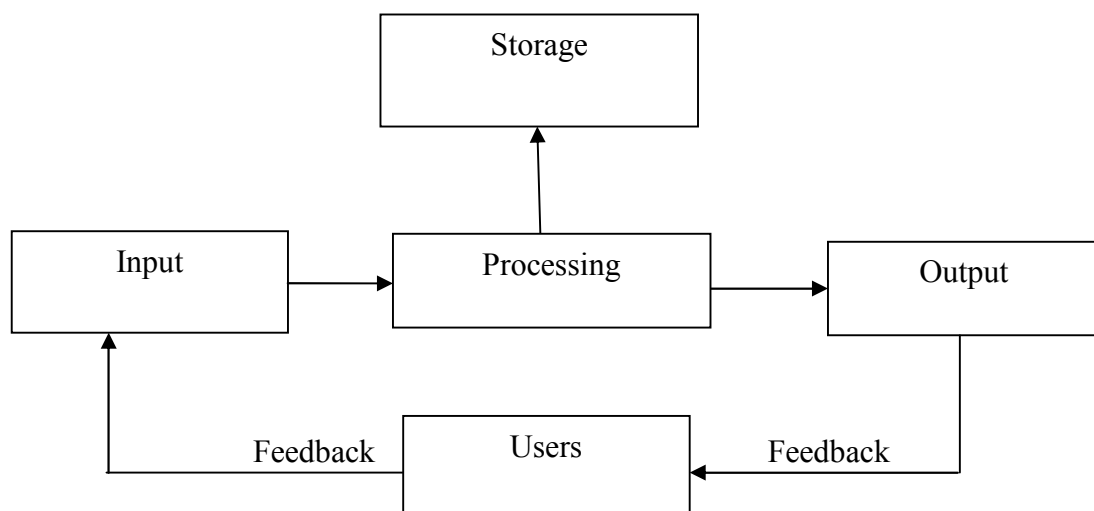 Storage
Input
Processing
Output
Feedback
Users
Feedback